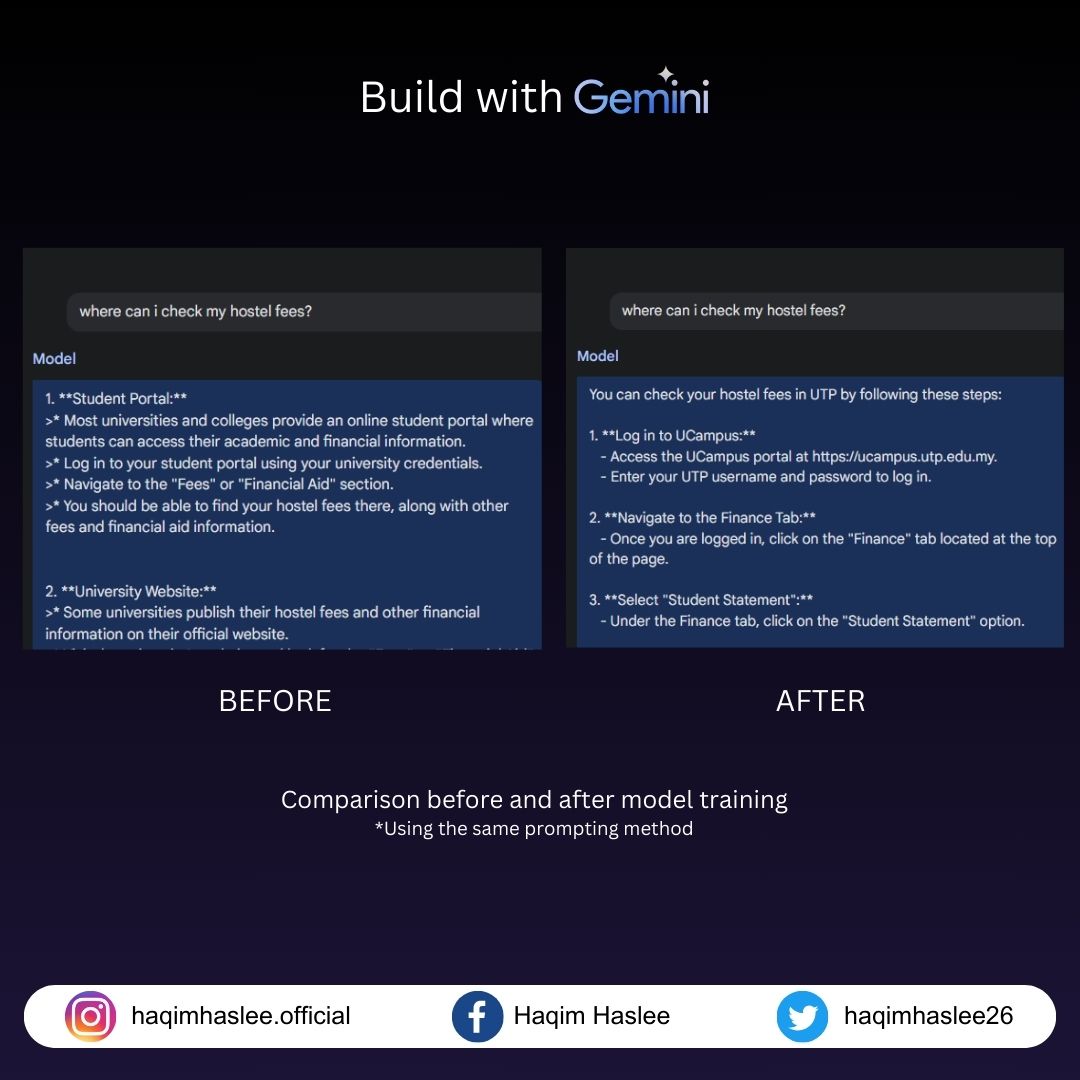 Build with Gemini
where can i check my hostel fees?
Model
1. **Student Portal:**
>* Most universities and colleges provide an online student portal where
students can access their academic and financial information.
>* Log in to your student portal using your university credentials.
>* Navigate to the "Fees" or "Financial Aid" section.
>* You should be able to find your hostel fees there, along with other
fees and financial aid information.
2. **University Website:**
>* Some universities publish their hostel fees and other financial
information on their official website.
BEFORE
where can i check my hostel fees?
Model
You can check your hostel fees in UTP by following these steps:
1. **Log in to UCampus:**
- Access the UCampus portal at https://ucampus.utp.edu.my.
- Enter your UTP username and password to log in.
2. **Navigate to the Finance Tab:**
- Once you are logged in, click on the "Finance" tab located at the top
of the page.
3. **Select "Student Statement":**
- Under the Finance tab, click on the "Student Statement" option.
AFTER
Comparison before and after model training
*Using the same prompting method
haqimhaslee.official
Haqim Haslee
haqimhaslee26